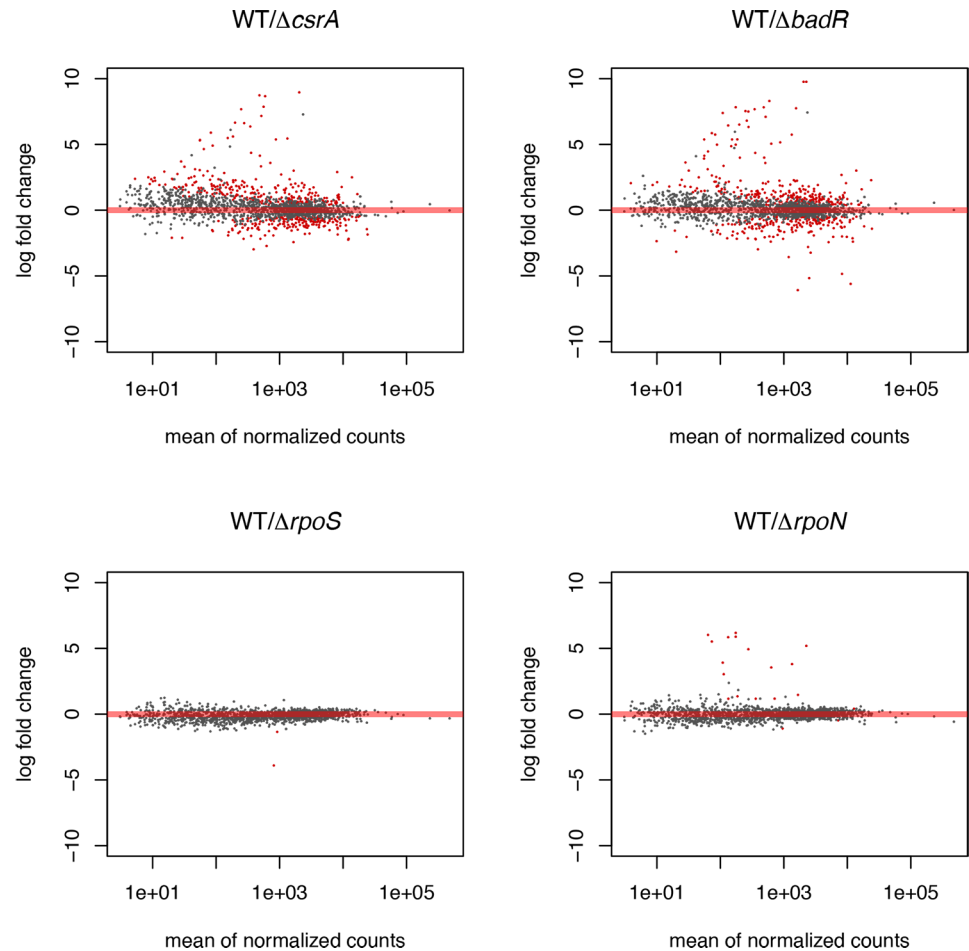 WT/ΔcsrA
log fold change
10
5
0
−5
−10
1e+01
1e+03
1e+05
mean of normalized counts
WT/ΔbadR
log fold change
10
5
0
−5
−10
1e+01
1e+03
1e+05
mean of normalized counts
WT/ΔrpoS
log fold change
10
5
0
−5
−10
1e+01
1e+03
1e+05
mean of normalized counts
WT/ΔrpoN
log fold change
10
5
0
−5
−10
1e+01
1e+03
1e+05
mean of normalized counts